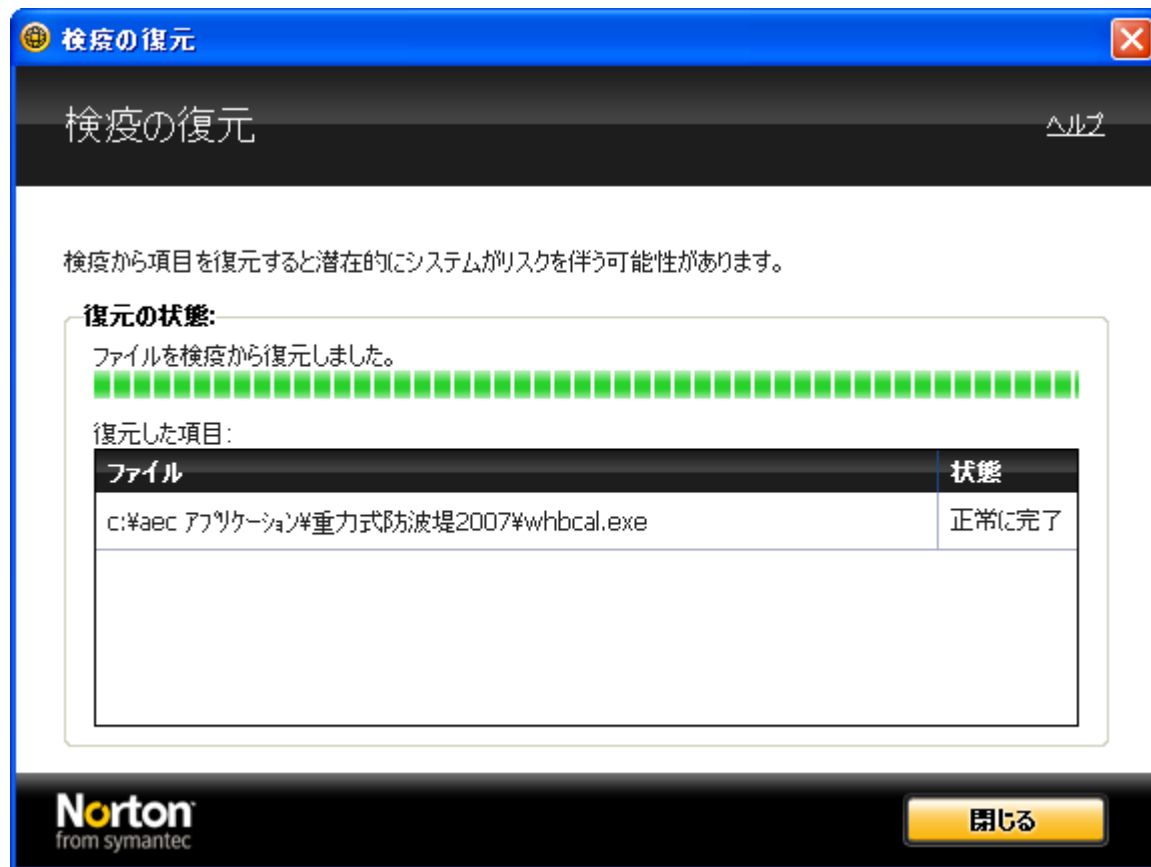 検疫の復元
検疫の復元
ヘルプ
検疫から項目を復元すると潜在的にシステムがリスクを伴う可能性があります。
復元の状態:
ファイルを検疫から復元しました。
復元した項目:
ファイル 状態
c:¥aec アプリケーション¥重力式防波堤2007¥whbcal.exe 正常に完了
Norton
from symantec
閉じる